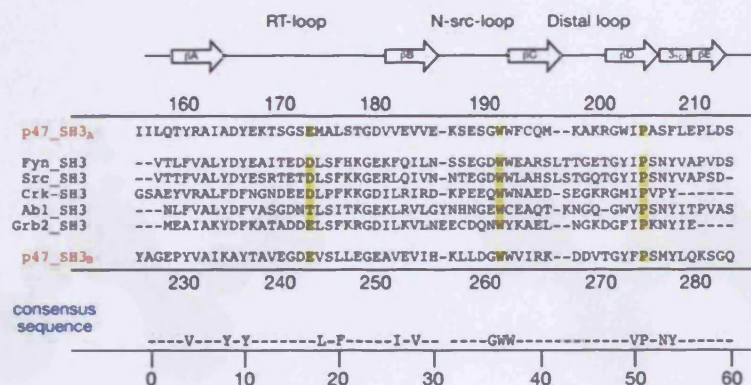 RT-loop N-src-loop Distal loop
βA βB βC βD 3₁₀ βE
160 170 180 190 200 210
p47_SH3A IILQTYRAIADYEKTSGSEMALSTGDVVEVVE-KSESGWWFCQM--KAKRGWIPASFLEPLDS
Fyn_SH3 --VTLFVALYDYEAITEDDLSFHKGEKFQILN-SSEGDWWEARSLTTGETGYIPSNYVAPVDS
Src_SH3 --VTTFVALYDYESRTETDLSFKKGERLQIVN-NTEGDWWLAHSLSTGQTGYIPSNYVAPSD-
Crk-SH3 GSAEYVRALFDFNGNDEEDLPFKKGDILRIRD-KPEEQWWNAED-SEGKRGMIPVPY----
Abl_SH3 ---NLFVALYDFVASGDNTLSITKGEKLRVLGYNHNGEWCEAQT-KNGQ-GWVPSNYITPVAS
Grb2_SH3 ---MEAIAKYDFKATADDELSFKRGDILKVLNEECDQNWYKAEL---NGKDGFIPKNYIE----
p47_SH3B YAGEPYVAIKAYTAVEGDEVSLLEGEAVEVIH-KLLDGWWVIRK--DDVTGYFPSMYLQKSGQ
230 240 250 260 270 280
consensus
sequence
----V---Y-Y-------L-F-----I-V--- -----GWW----------VP-NY------
0 10 20 30 36 40 50 60